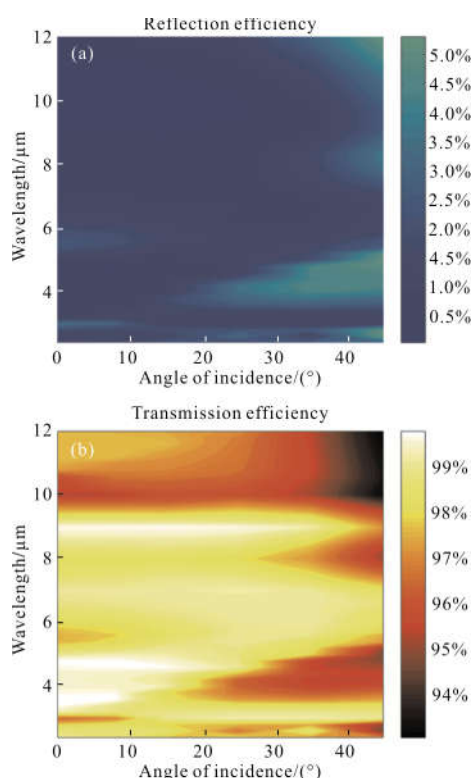 Reflection efficiency
12
(a)
5.0%
4.5%
10
4.0%
3.5%
8
3.0%
2.5%
6
2.0%
4.5%
4
1.0%
0.5%
Wavelength/μm
0 10 20 30 40
Angle of incidence/(°)
Transmission efficiency
12
(b)
99%
10
98%
8
97%
96%
6
95%
4
94%
Wavelength/μm
0 10 20 30 40
Angle of incidence/(°)